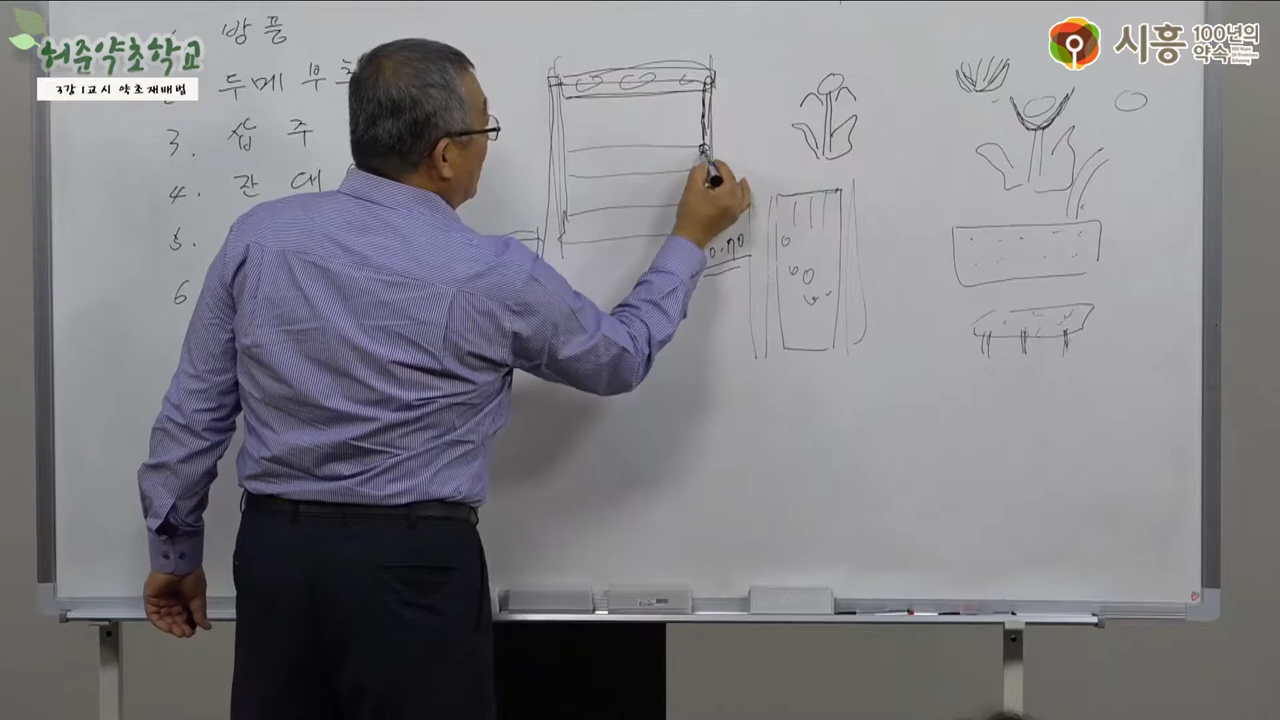 허준약초학교
3강 1교시 약초재배법
시흥
100년의
약속
방풍
두메부추
3. 삽주
4. 잔대
5.
6
0.70